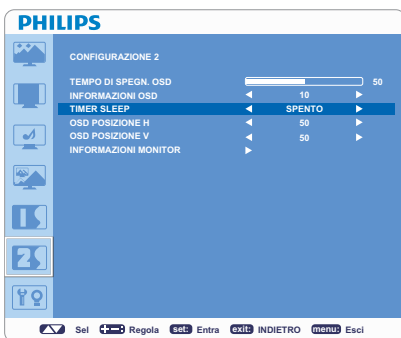 PHILIPS
CONFIGURAZIONE 2
TEMPO DI SPEGN. OSD 50
INFORMAZIONI OSD 10
TIMER SLEEP SPENTO
OSD POSIZIONE H 50
OSD POSIZIONE V 50
INFORMAZIONI MONITOR
Sel Regola set: Entra exit: INDIETRO menu: Esci